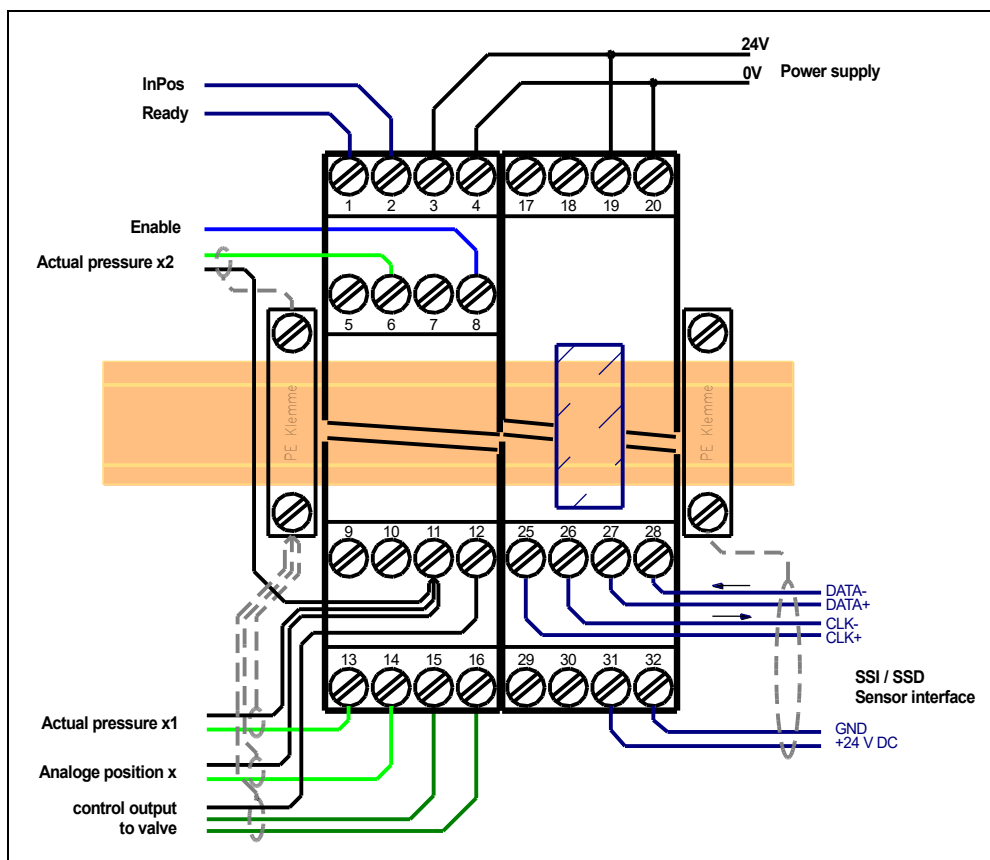 24V
0V
Power supply
InPos
Ready
1 2 3 4 17 18 19 20
Enable
Actual pressure x2
5 6 7 8
PE Klemme
PE Klemme
9 10 11 12 25 26 27 28
DATA-
DATA+
CLK-
CLK+
13 14 15 16 29 30 31 32
SSI / SSD
Sensor interface
Actual pressure x1
GND
+24 V DC
Analoge position x
control output
to valve